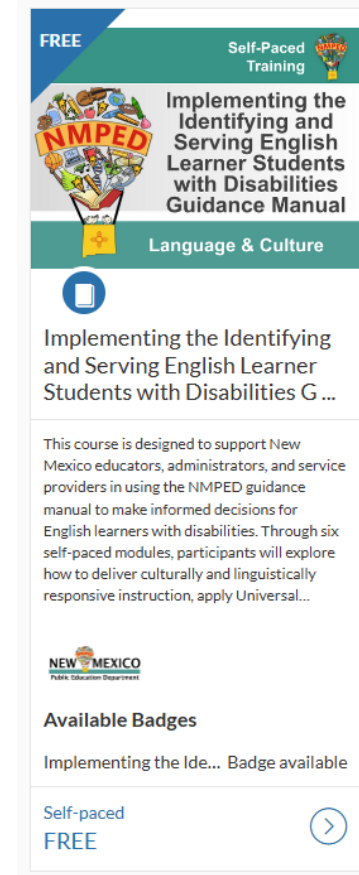 FREE
Self-Paced
Training
NMPED
Implementing the
Identifying and
Serving English
Learner Students
with Disabilities
Guidance Manual
Language & Culture
Implementing the Identifying
and Serving English Learner
Students with Disabilities G ...
This course is designed to support New
Mexico educators, administrators, and service
providers in using the NMPED guidance
manual to make informed decisions for
English learners with disabilities. Through six
self-paced modules, participants will explore
how to deliver culturally and linguistically
responsive instruction, apply Universal...
NEW MEXICO
Public Education Department
Available Badges
Implementing the Ide... Badge available
Self-paced
FREE